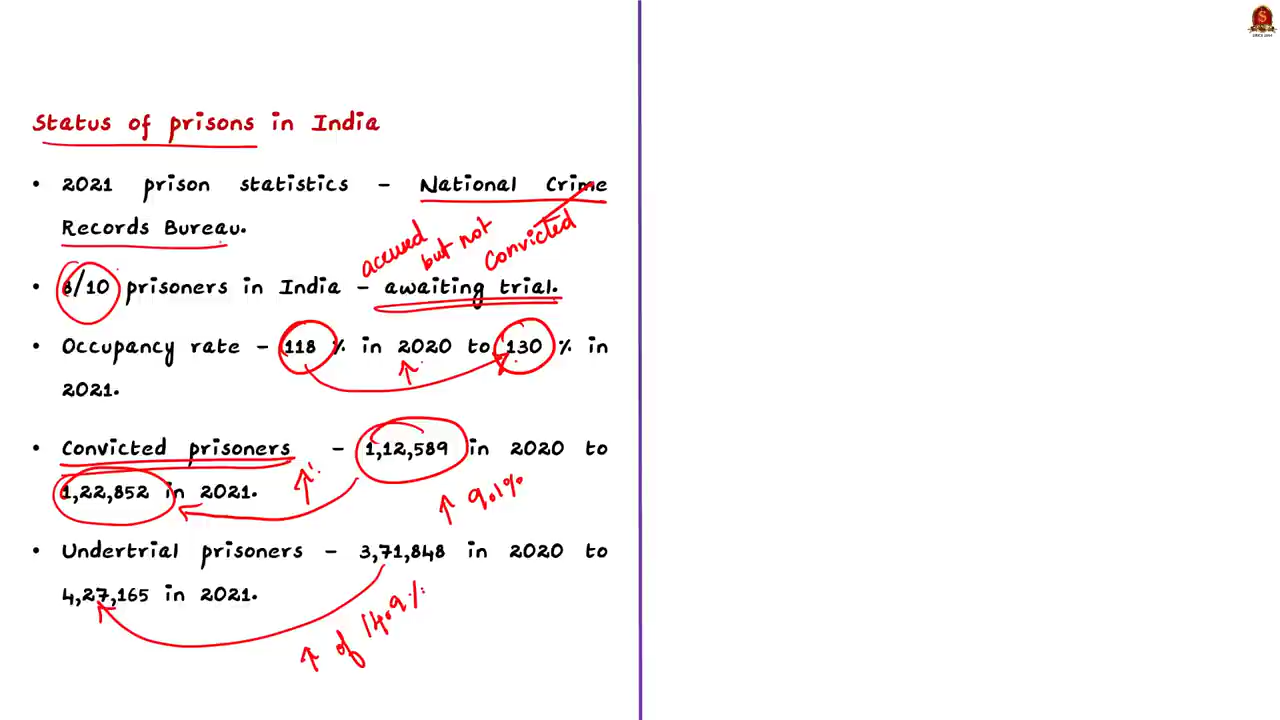 Status of prisons in India
• 2021 prison statistics - National Crime
Records Bureau.
accused but not convicted
• /10 prisoners in India - awaiting trial.
• Occupancy rate - 118 % in 2020 to 130 % in
2021.
• Convicted prisoners - 1,12,589 in 2020 to
1,22,852 in 2021.
↑ 9.1%
• Undertrial prisoners - 3,71,848 in 2020 to
4,27,165 in 2021.
↑ of 14.9%